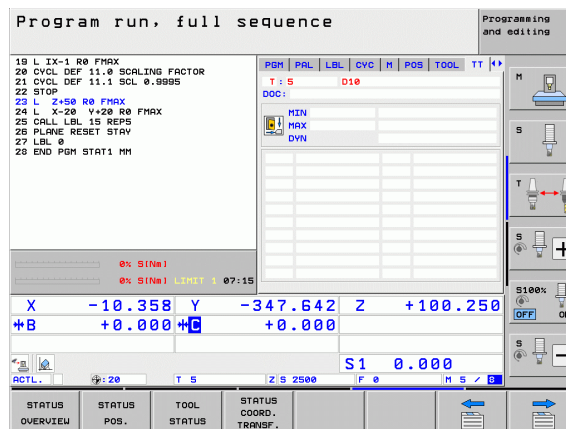 Program run, full sequence
Programming
and editing
19 L IX-1 R0 FMAX
20 CYCL DEF 11.0 SCALING FACTOR
21 CYCL DEF 11.1 SCL 0.9995
22 STOP
23 L Z+50 R0 FMAX
24 L X-20 Y+20 R0 FMAX
25 CALL LBL 15 REP5
26 PLANE RESET STAY
27 LBL 0
28 END PGM STAT1 MM
PGM PAL LBL CYC M POS TOOL TT
T : 5 D10
DOC:
MIN
MAX
DYN
0% S[Nm]
0% S[Nm] LIMIT 1 07:15
X -10.358 Y -347.642 Z +100.250
B +0.000 C +0.000
S1 0.000
ACTL. : 20 T 5 Z S 2500 F 0 M 5 / 8
M
S
T
S
S100%
OFF
S
STATUS
OVERVIEW
STATUS
POS.
TOOL
STATUS
STATUS
COORD.
TRANSF.